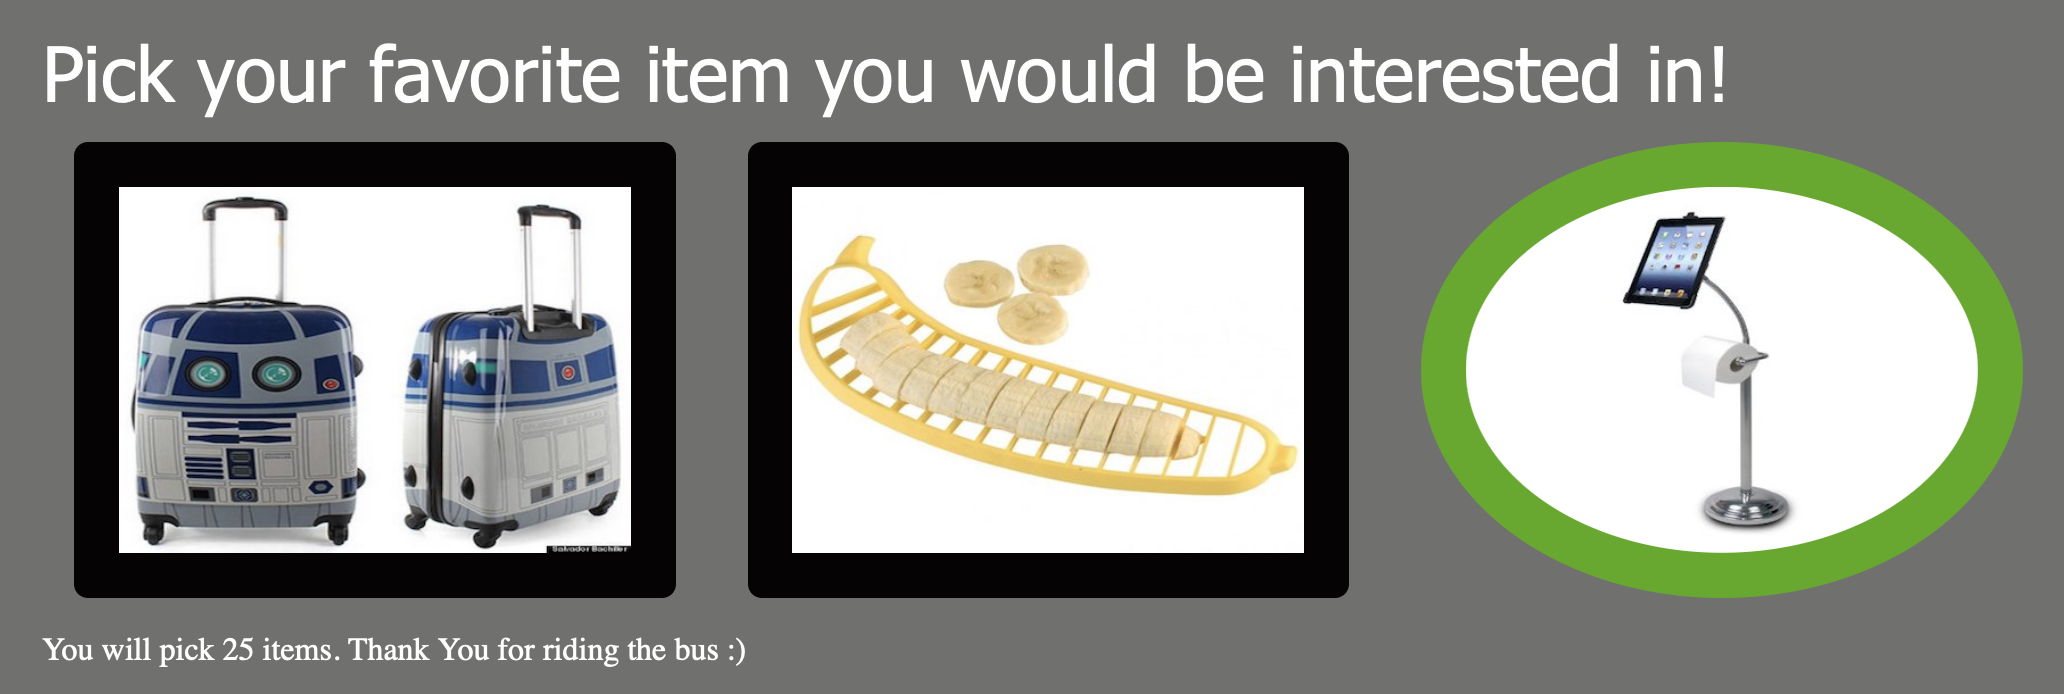 Pick your favorite item you would be interested in!
Salvador Bachiller
You will pick 25 items. Thank You for riding the bus :)